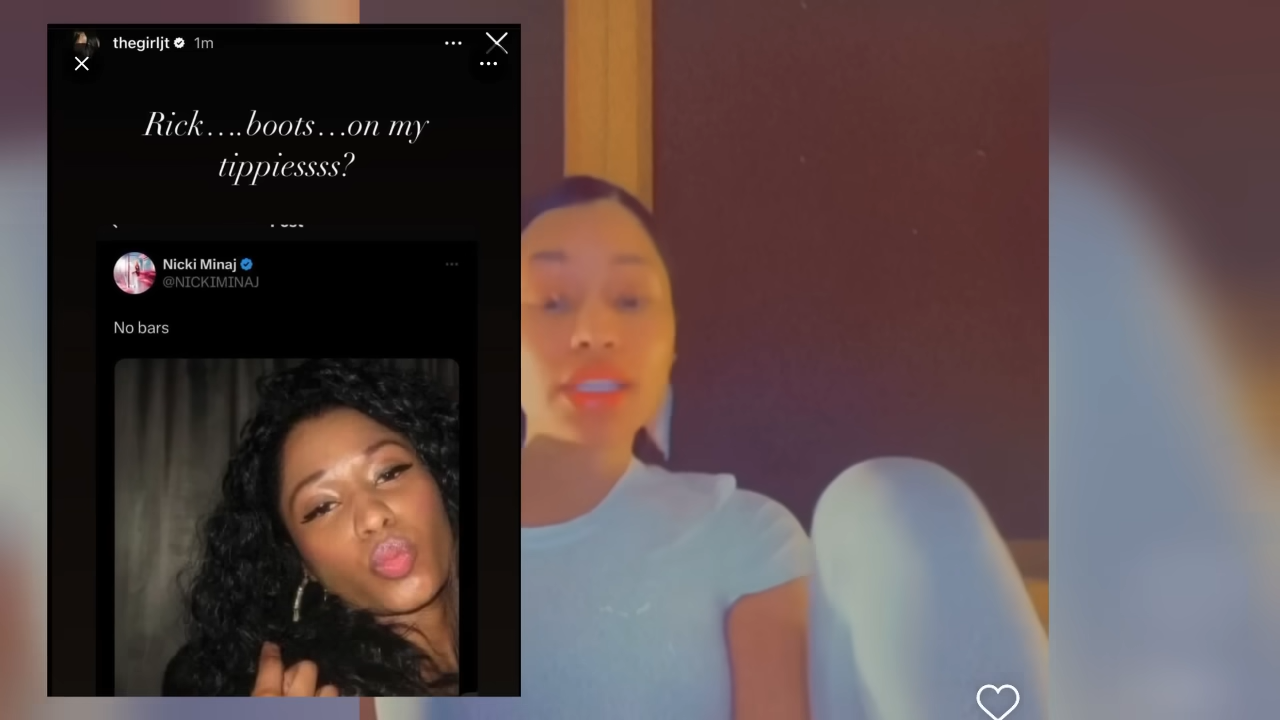 thegirljt 1m
Rick....boots...on my
tippiessss?
Nicki Minaj
@NICKIMINAJ
No bars